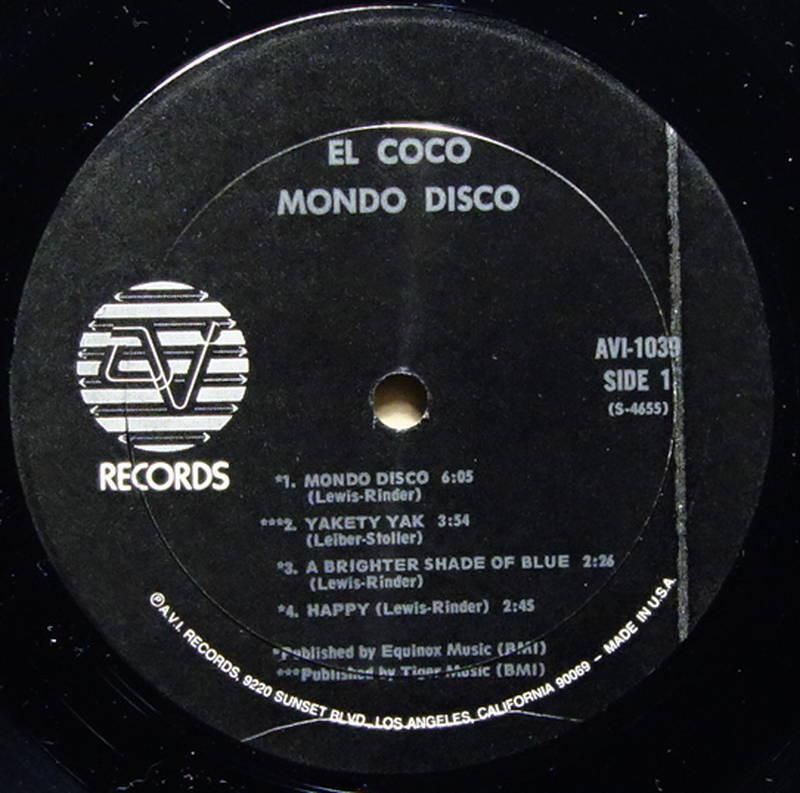 EL COCO
MONDO DISCO
AVI
RECORDS
AVI-1039
SIDE 1
(S-4655)
*1. MONDO DISCO 6:05
(Lewis-Rinder)
***2. YAKETY YAK 3:54
(Leiber-Stoller)
*3. A BRIGHTER SHADE OF BLUE 2:26
(Lewis-Rinder)
*4. HAPPY (Lewis-Rinder) 2:45
*Published by Equinox Music (BMI)
***Published by Tiger Music (BMI)
℗ A.V.I. RECORDS, 9220 SUNSET BLVD., LOS ANGELES, CALIFORNIA 90069 – MADE IN U.S.A.